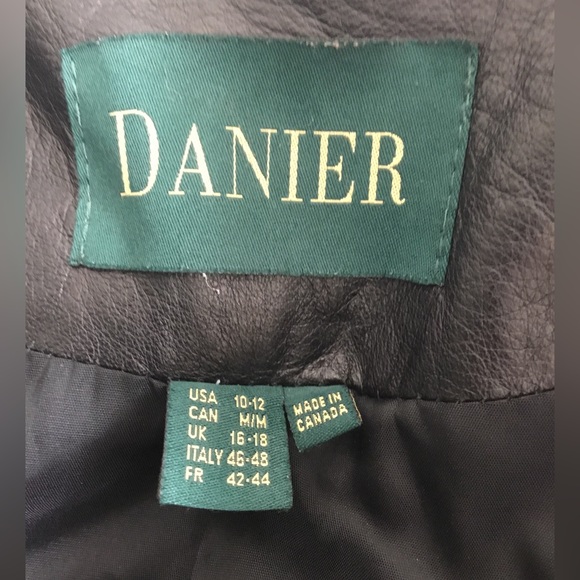 DANIER
USA 10-12
CAN M/M
UK 16-18
ITALY 46-48
FR 42-44
MADE IN
CANADA